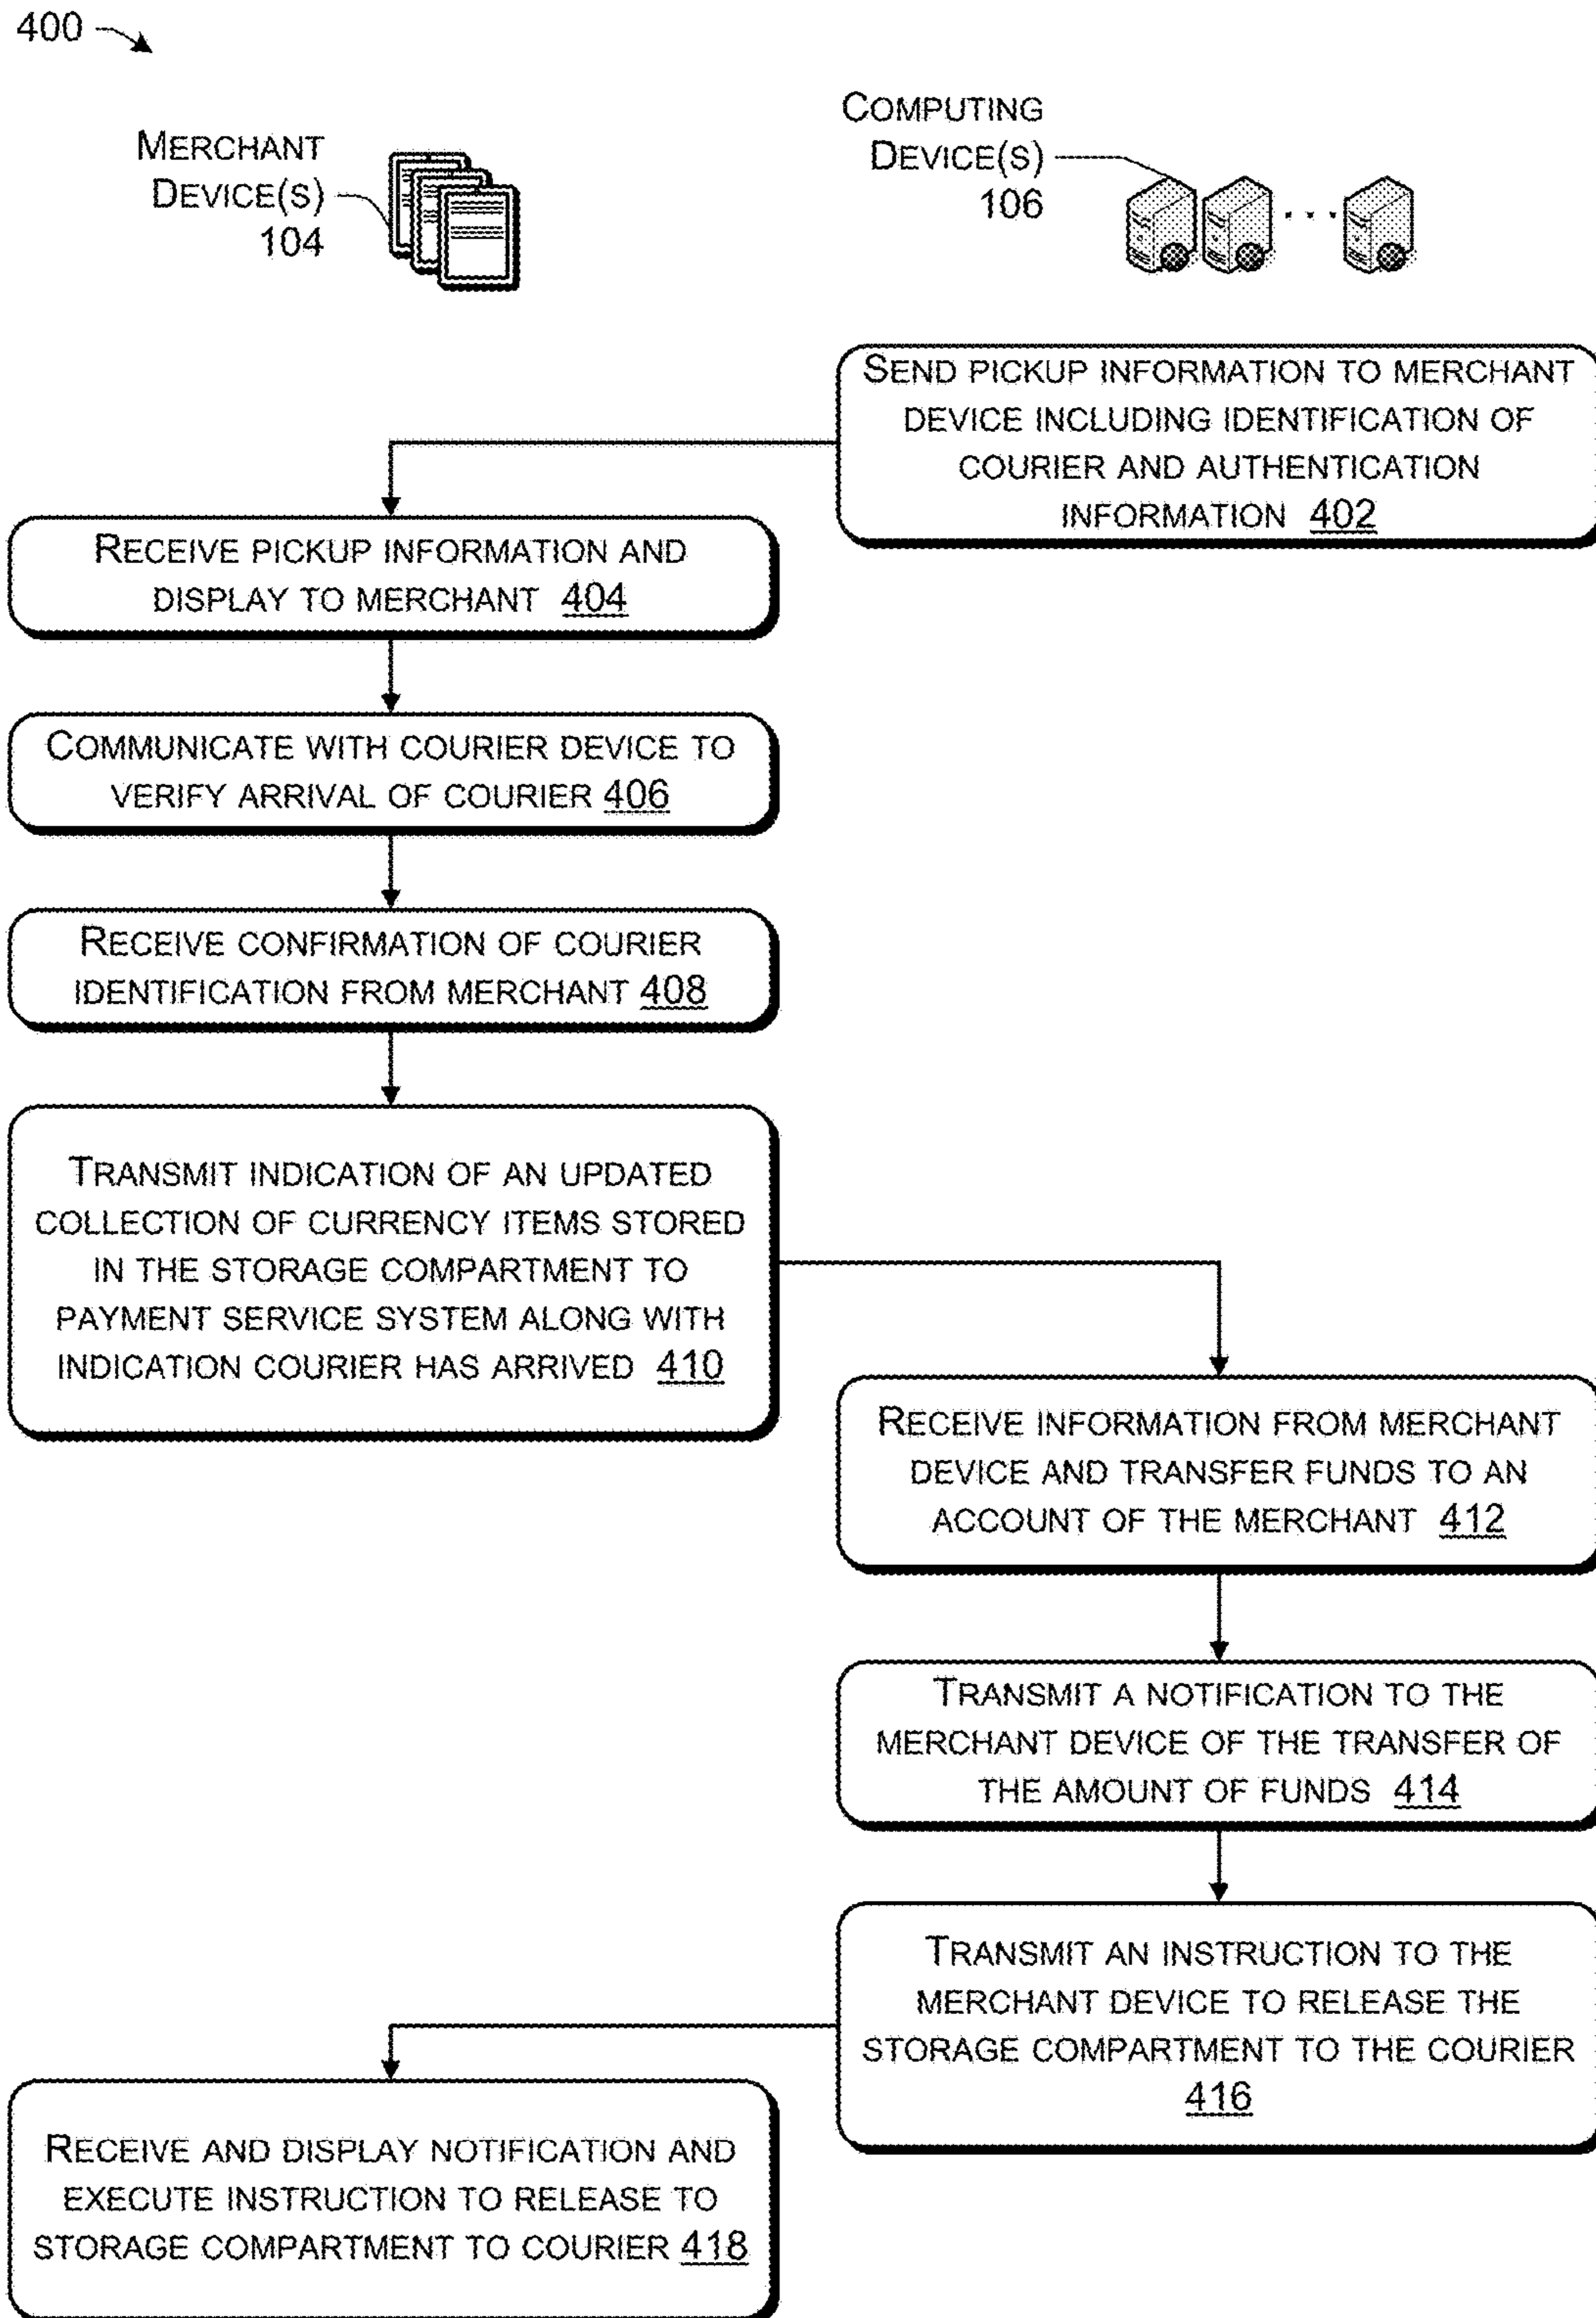 400
MERCHANT
DEVICE(S)
104
COMPUTING
DEVICE(S)
106
SEND PICKUP INFORMATION TO MERCHANT
DEVICE INCLUDING IDENTIFICATION OF
COURIER AND AUTHENTICATION
INFORMATION 402
RECEIVE PICKUP INFORMATION AND
DISPLAY TO MERCHANT 404
COMMUNICATE WITH COURIER DEVICE TO
VERIFY ARRIVAL OF COURIER 406
RECEIVE CONFIRMATION OF COURIER
IDENTIFICATION FROM MERCHANT 408
TRANSMIT INDICATION OF AN UPDATED
COLLECTION OF CURRENCY ITEMS STORED
IN THE STORAGE COMPARTMENT TO
PAYMENT SERVICE SYSTEM ALONG WITH
INDICATION COURIER HAS ARRIVED 410
RECEIVE INFORMATION FROM MERCHANT
DEVICE AND TRANSFER FUNDS TO AN
ACCOUNT OF THE MERCHANT 412
TRANSMIT A NOTIFICATION TO THE
MERCHANT DEVICE OF THE TRANSFER OF
THE AMOUNT OF FUNDS 414
TRANSMIT AN INSTRUCTION TO THE
MERCHANT DEVICE TO RELEASE THE
STORAGE COMPARTMENT TO THE COURIER
416
RECEIVE AND DISPLAY NOTIFICATION AND
EXECUTE INSTRUCTION TO RELEASE TO
STORAGE COMPARTMENT TO COURIER 418